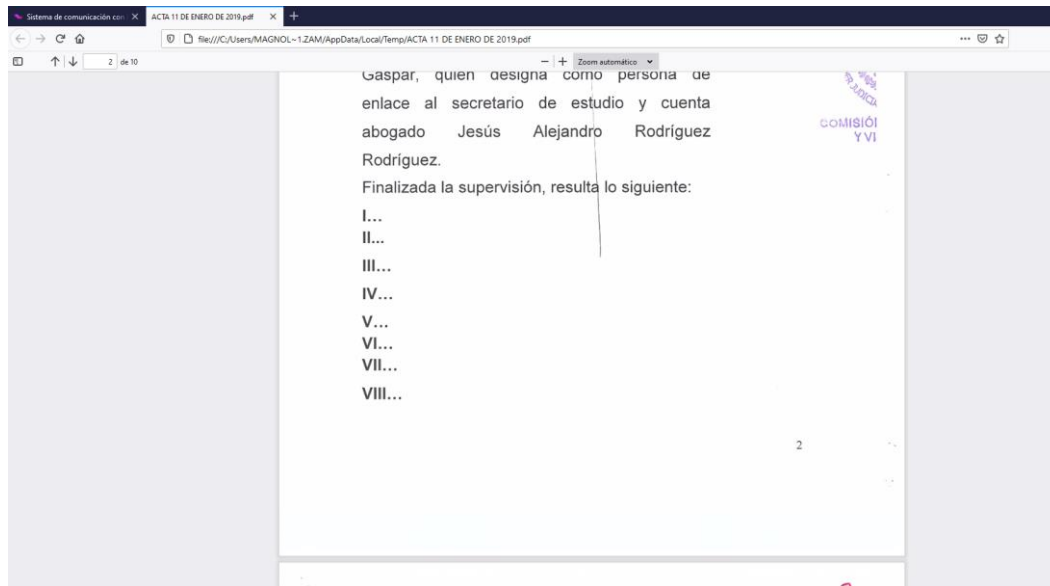 Sistema de comunicación con
ACTA 11 DE ENERO DE 2019.pdf
file:///C:/Users/MAGNOL~1.ZAM/AppData/Local/Temp/ACTA 11 DE ENERO DE 2019.pdf
2 de 10
Zoom automático
Gaspar, quien designa como persona de
enlace al secretario de estudio y cuenta
abogado Jesús Alejandro Rodríguez
Rodríguez.
Finalizada la supervisión, resulta lo siguiente:
I...
II...
III...
IV...
V...
VI...
VII...
VIII...
COMISIÓ
Y VI
2